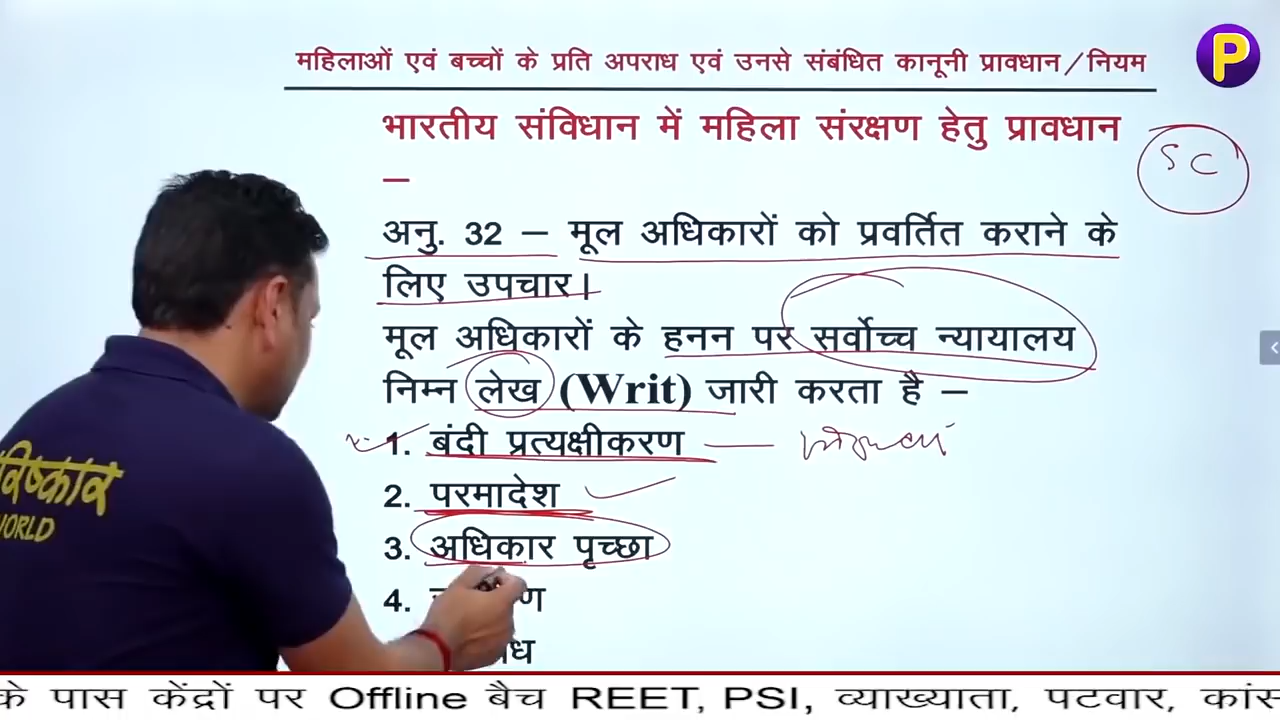 महिलाओं एवं बच्चों के प्रति अपराध एवं उनसे संबंधित कानूनी प्रावधान/नियम
P
भारतीय संविधान में महिला संरक्षण हेतु प्रावधान
–
SC
अनु. 32 – मूल अधिकारों को प्रवर्तित कराने के
लिए उपचार।
मूल अधिकारों के हनन पर सर्वोच्च न्यायालय
निम्न लेख (Writ) जारी करता है –
1. बंदी प्रत्यक्षीकरण
2. परमादेश
3. अधिकार पृच्छा
4.
WORLD
के पास केंद्रों पर Offline बैच REET, PSI, व्याख्याता, पटवार, कांस